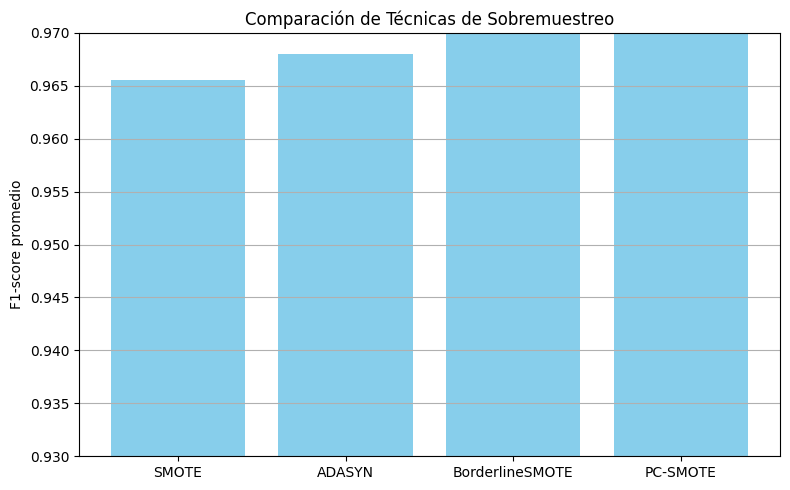 Comparación de Técnicas de Sobremuestreo
F1-score promedio
0.970
0.965
0.960
0.955
0.950
0.945
0.940
0.935
0.930
SMOTE
ADASYN
BorderlineSMOTE
PC-SMOTE